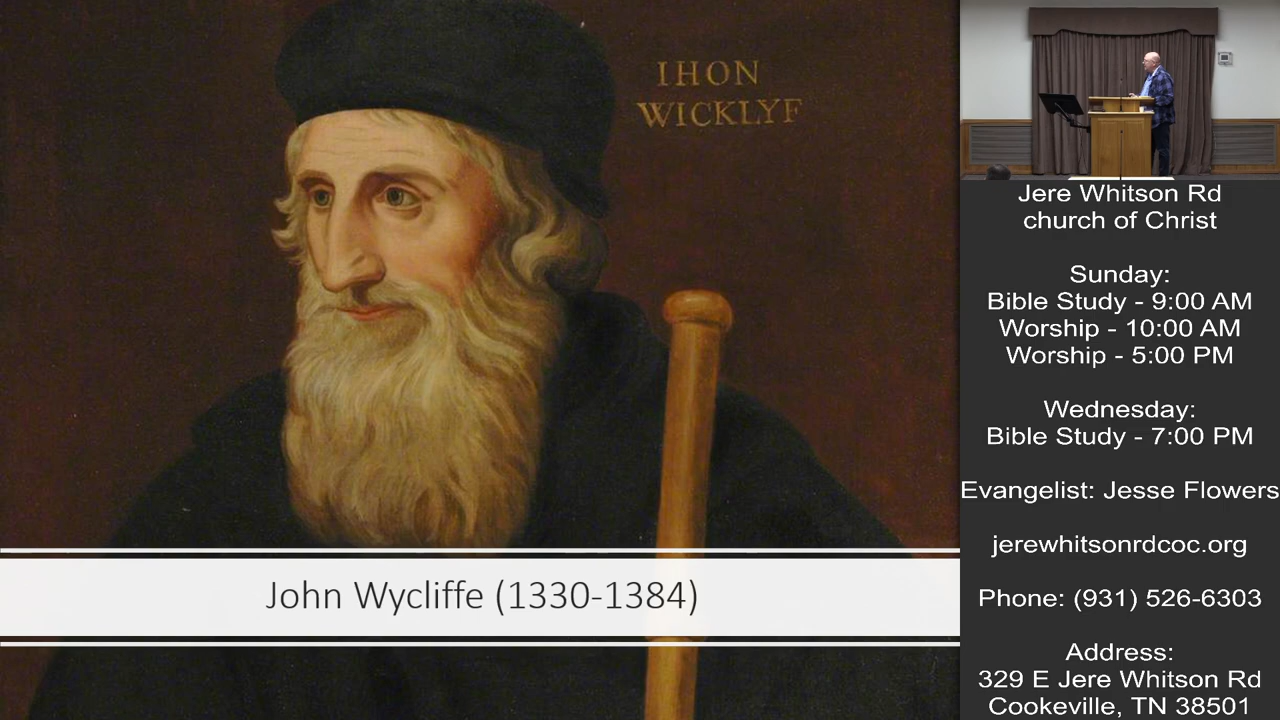 IHON
WICKLYF
John Wycliffe (1330-1384)
Jere Whitson Rd
church of Christ
Sunday:
Bible Study - 9:00 AM
Worship - 10:00 AM
Worship - 5:00 PM
Wednesday:
Bible Study - 7:00 PM
Evangelist: Jesse Flowers
jerewhitsonrdcoc.org
Phone: (931) 526-6303
Address:
329 E Jere Whitson Rd
Cookeville, TN 38501